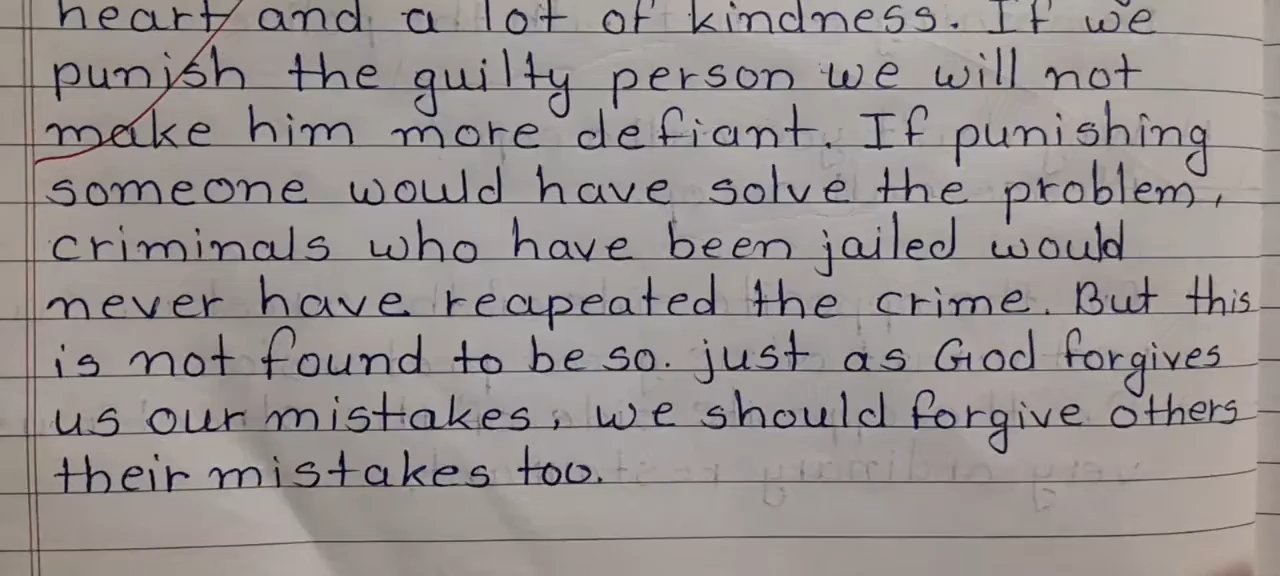 heart and a lot of kindness. If we
punish the guilty person we will not
make him more defiant. If punishing
someone would have solve the problem,
criminals who have been jailed would
never have reapeated the crime. But this
is not found to be so. just as God forgives
us our mistakes, we should forgive others
their mistakes too.